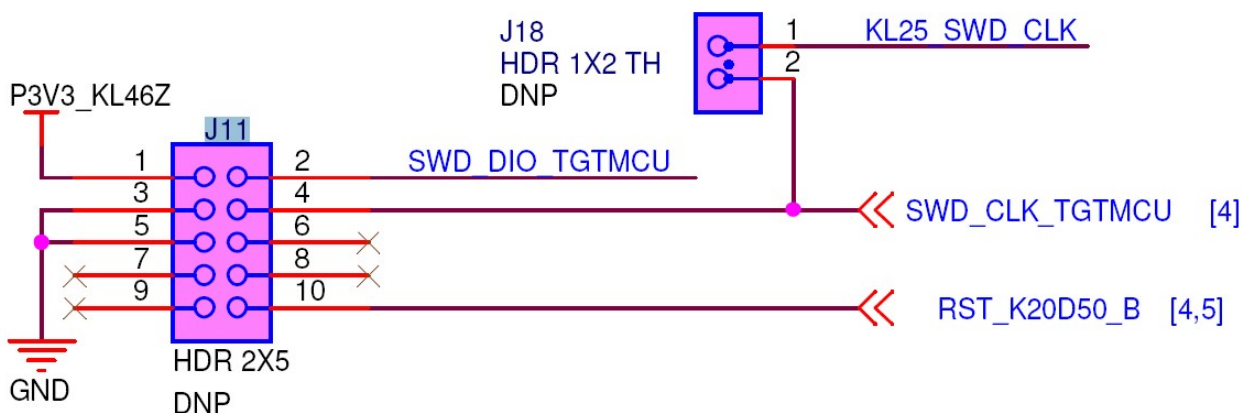 J18
HDR 1X2 TH
DNP
1
2
KL25_SWD_CLK
P3V3_KL46Z
J11
1
2
SWD_DIO_TGTMCU
3
4
SWD_CLK_TGTMCU [4]
5
6
7
8
9
10
RST_K20D50_B [4,5]
HDR 2X5
DNP
GND